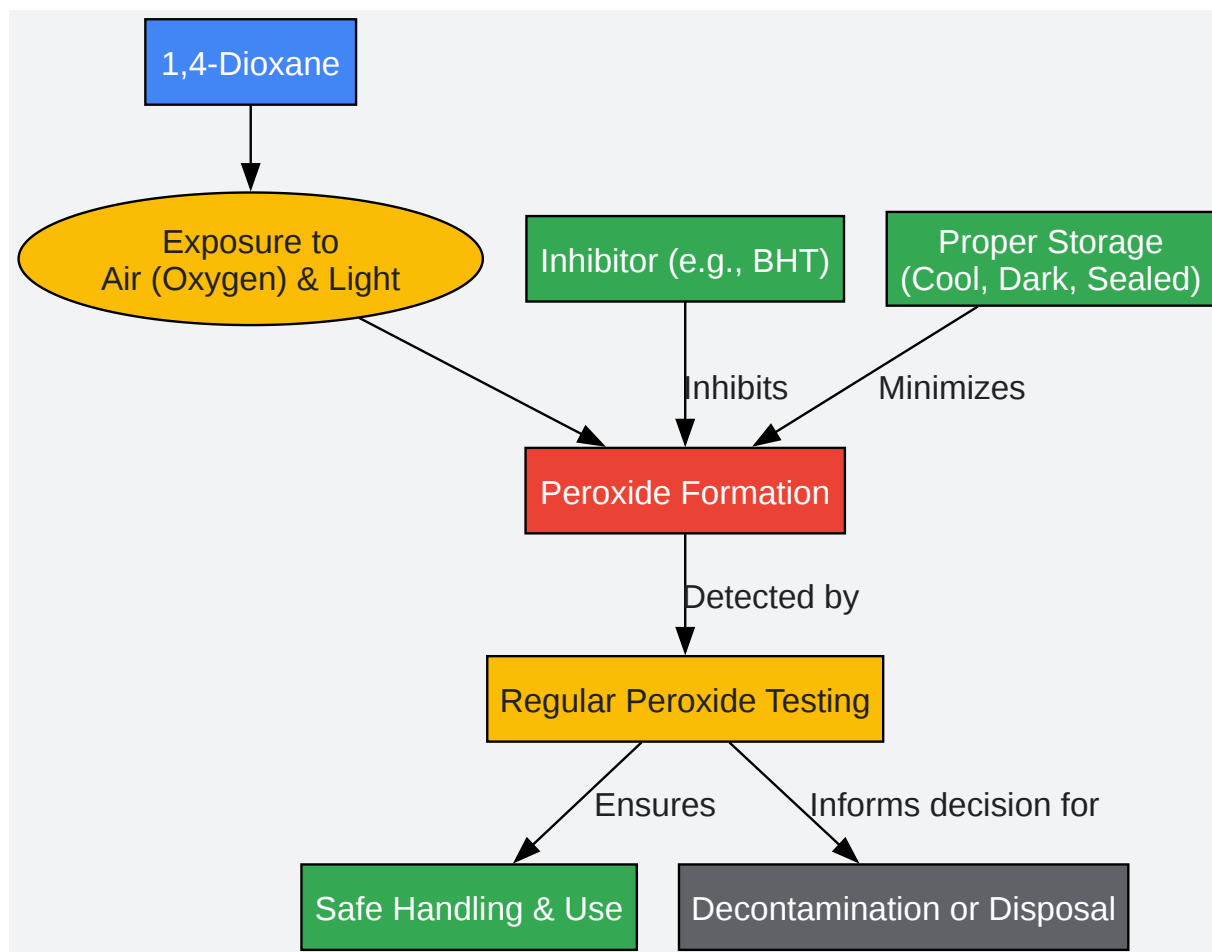 1,4-Dioxane
Exposure to
Air (Oxygen) & Light
Inhibitor (e.g., BHT)
Proper Storage
(Cool, Dark, Sealed)
Inhibits
Minimizes
Peroxide Formation
Detected by
Regular Peroxide Testing
Ensures
Informs decision for
Safe Handling & Use
Decontamination or Disposal